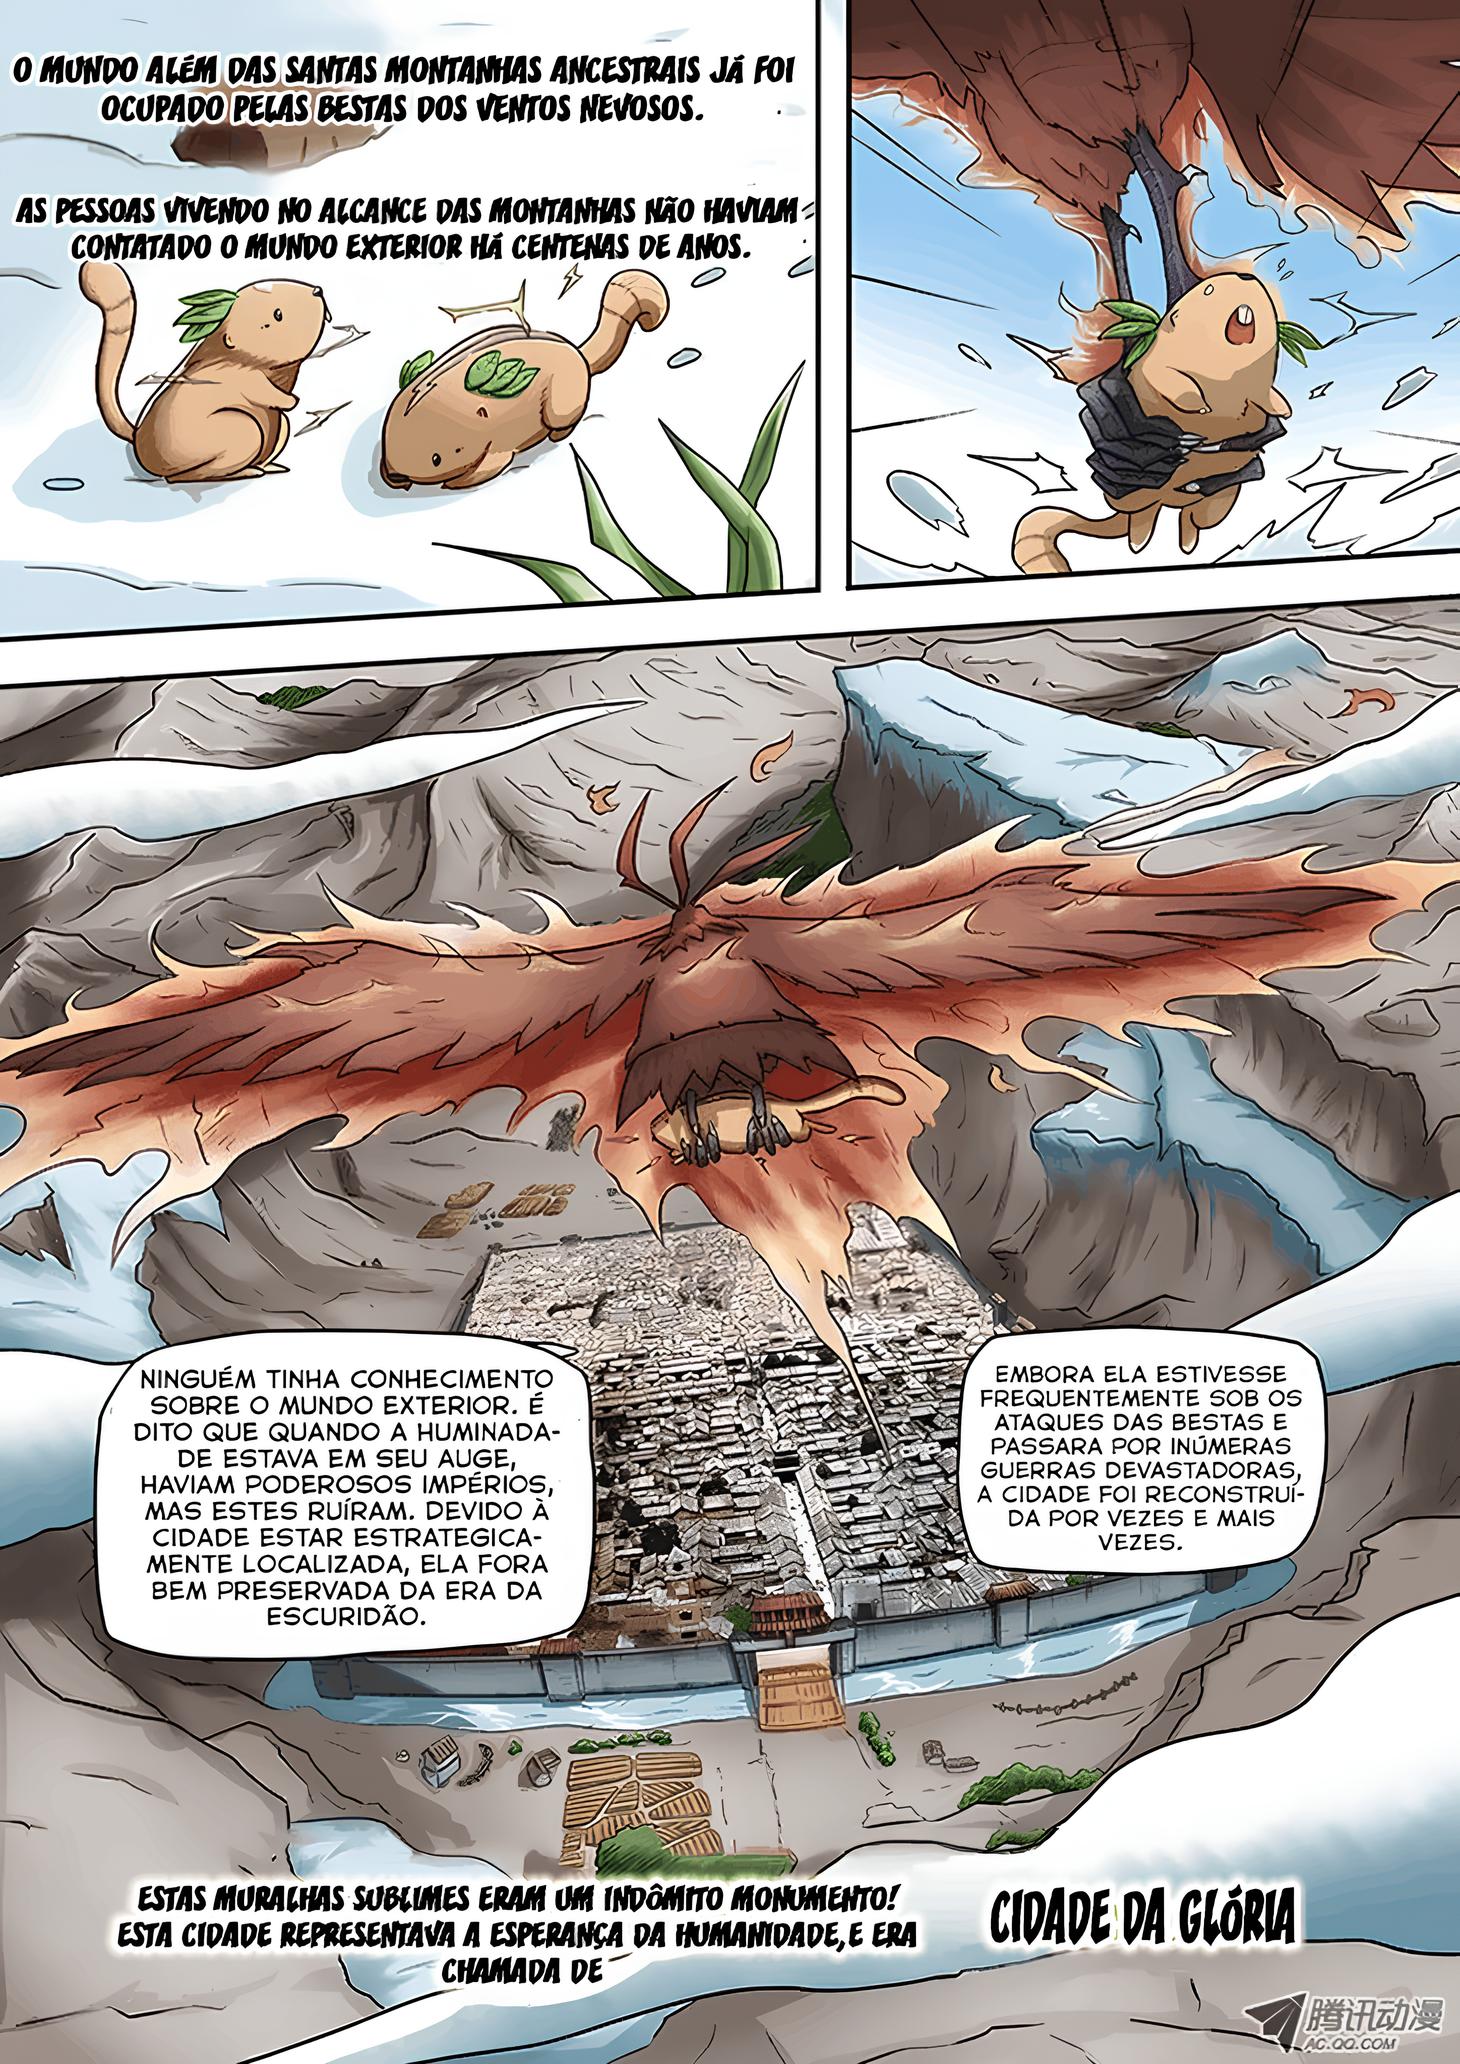 O MUNDO ALÉM DAS SANTAS MONTANHAS ANCESTRAIS JÁ FOI
OCUPADO PELAS BESTAS DOS VENTOS NEVOSOS.
AS PESSOAS VIVENDO NO ALCANCE DAS MONTANHAS NÃO HAVIAM
CONTATADO O MUNDO EXTERIOR HÁ CENTENAS DE ANOS.
NINGUÉM TINHA CONHECIMENTO
SOBRE O MUNDO EXTERIOR. É
DITO QUE QUANDO A HUMINADA-
DE ESTAVA EM SEU AUGE,
HAVIAM PODEROSOS IMPÉRIOS,
MAS ESTES RUÍRAM. DEVIDO À
CIDADE ESTAR ESTRATEGICA-
MENTE LOCALIZADA, ELA FORA
BEM PRESERVADA DA ERA DA
ESCURIDÃO.
EMBORA ELA ESTIVESSE
FREQUENTEMENTE SOB OS
ATAQUES DAS BESTAS E
PASSARA POR INÚMERAS
GUERRAS DEVASTADORAS,
A CIDADE FOI RECONSTRUÍ-
DA POR VEZES E MAIS
VEZES.
ESTAS MURALHAS SUBLIMES ERAM UM INDÔMITO MONUMENTO!
ESTA CIDADE REPRESENTAVA A ESPERANÇA DA HUMANIDADE, E ERA
CHAMADA DE
CIDADE DA GLÓRIA
腾讯动漫
AC.QQ.COM